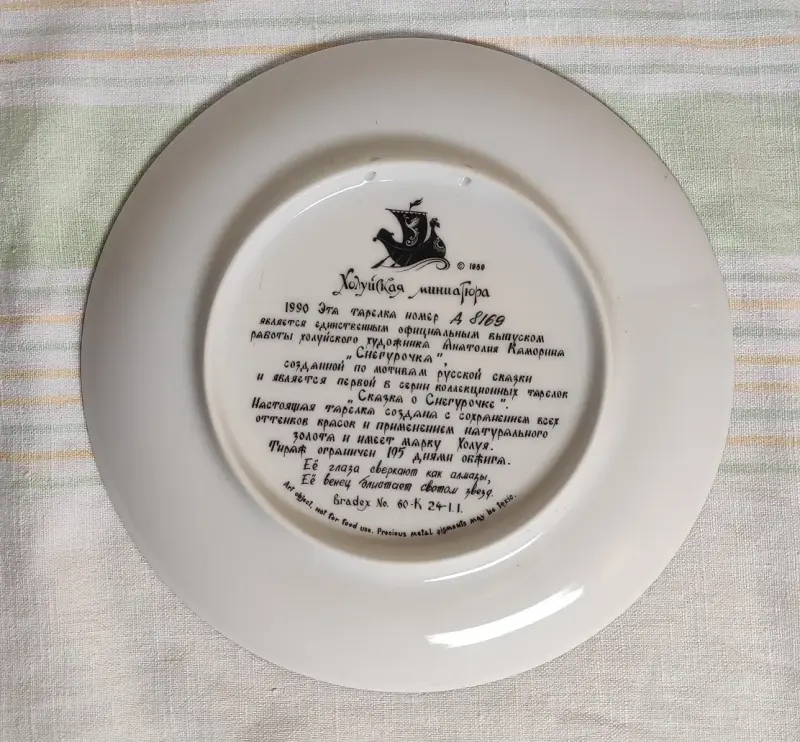 © 1989
Холуйская миниатюра
1990 Эта тарелка номер А 8169
является единственным официальным выпуском
работы холуйского художника Анатолия Каморина
„Снегурочка",
созданной по мотивам русской сказки
и является первой в серии коллекционных тарелок
„Сказка о Снегурочке".
Настоящая тарелка создана с сохранением всех
оттенков красок и применением натурального
золота и имеет марку Холуя.
Тираж ограничен 195 днями обжига.
Её глаза сверкают как алмазы,
Её венец блистает светом звезд.
Bradex No. 60-K 24-1.1.
Art object, not for food use. Precious metal pigments may be toxic.